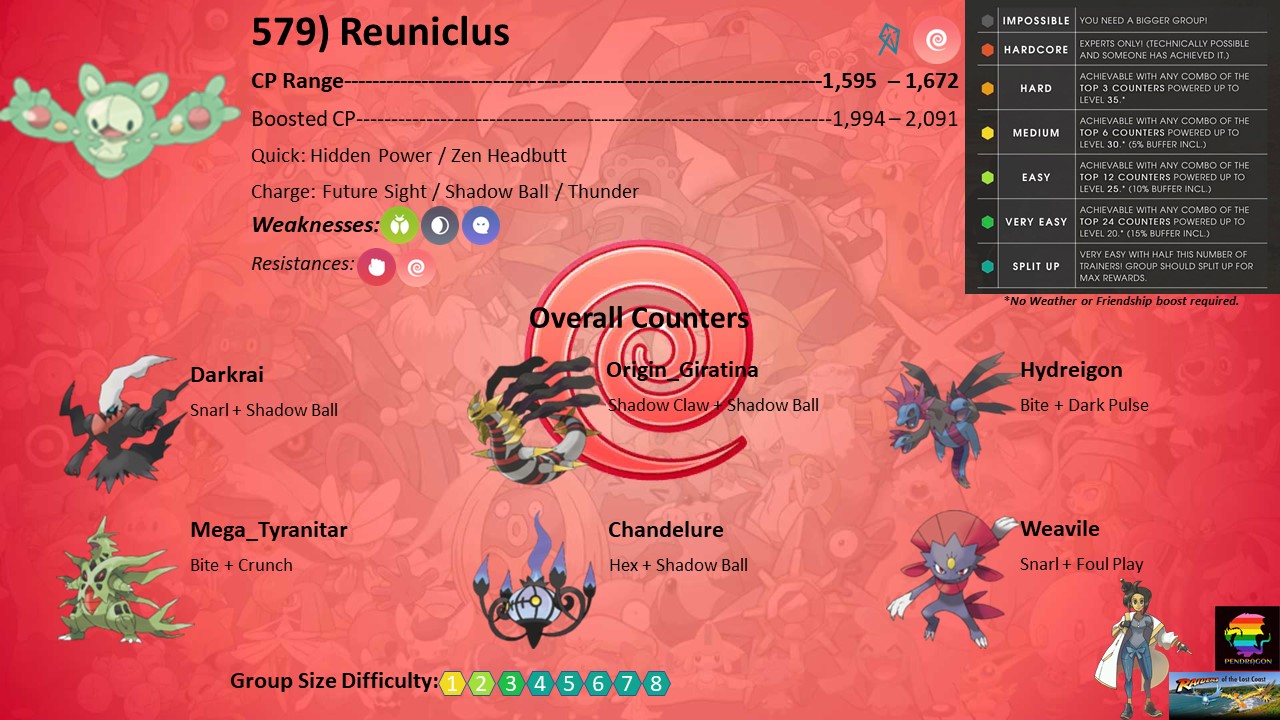 579) Reuniclus
CP Range--------------------------------------------------------------------1,595 – 1,672
Boosted CP--------------------------------------------------------------------1,994 – 2,091
Quick: Hidden Power / Zen Headbutt
Charge: Future Sight / Shadow Ball / Thunder
Weaknesses:
Resistances:
IMPOSSIBLE YOU NEED A BIGGER GROUP!
HARDCORE EXPERTS ONLY! (TECHNICALLY POSSIBLE
AND SOMEONE HAS ACHIEVED IT.)
HARD ACHIEVABLE WITH ANY COMBO OF THE
TOP 3 COUNTERS POWERED UP TO
LEVEL 35.*
MEDIUM ACHIEVABLE WITH ANY COMBO OF THE
TOP 6 COUNTERS POWERED UP TO
LEVEL 30.* (5% BUFFER INCL.)
EASY ACHIEVABLE WITH ANY COMBO OF THE
TOP 12 COUNTERS POWERED UP TO
LEVEL 25.* (10% BUFFER INCL.)
VERY EASY ACHIEVABLE WITH ANY COMBO OF THE
TOP 24 COUNTERS POWERED UP TO
LEVEL 20.* (15% BUFFER INCL.)
SPLIT UP VERY EASY WITH HALF THIS NUMBER OF
TRAINERS! GROUP SHOULD SPLIT UP FOR
MAX REWARDS.
*No Weather or Friendship boost required.
Overall Counters
Darkrai
Snarl + Shadow Ball
Origin_Giratina
Shadow Claw + Shadow Ball
Hydreigon
Bite + Dark Pulse
Mega_Tyranitar
Bite + Crunch
Chandelure
Hex + Shadow Ball
Weavile
Snarl + Foul Play
Group Size Difficulty: 1 2 3 4 5 6 7 8
PENDROGON
RAIDERS of the Lost Coast